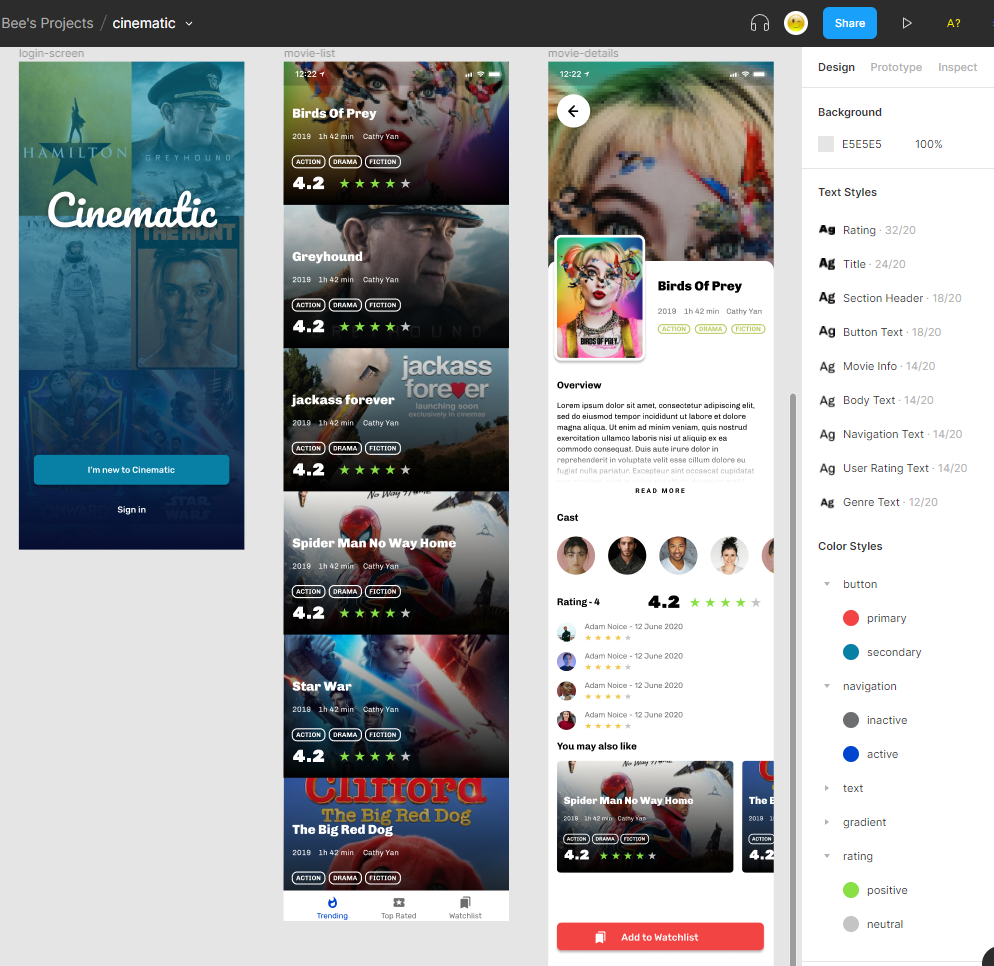 Bee's Projects / cinematic
Share
A?
login-screen
HAMILTON
GREYHOUND
Cinematic
THE HUNT
I'm new to Cinematic
STAR
WARS
Sign in
movie-list
12:22
Birds Of Prey
2019 1h 42 min Cathy Yan
ACTION DRAMA FICTION
4.2
Greyhound
2019 1h 42 min Cathy Yan
ACTION DRAMA FICTION
4.2
jackass
forever
launching soon
exclusively in cinemas
jackass forever
2019 1h 42 min Cathy Yan
ACTION DRAMA FICTION
4.2
No Way Home
Spider Man No Way Home
2019 1h 42 min Cathy Yan
ACTION DRAMA FICTION
4.2
Star War
2019 1h 42 min Cathy Yan
ACTION DRAMA FICTION
4.2
Clifford
The Big Red Dog
The Big Red Dog
2019 1h 42 min Cathy Yan
ACTION DRAMA FICTION
Trending Top Rated Watchlist
movie-details
12:22
BIRDS OF PREY
Birds Of Prey
2019 1h 42 min Cathy Yan
ACTION DRAMA FICTION
Overview
Lorem ipsum dolor sit amet, consectetur adipiscing elit,
sed do eiusmod tempor incididunt ut labore et dolore
magna aliqua. Ut enim ad minim veniam, quis nostrud
exercitation ullamco laboris nisi ut aliquip ex ea
commodo consequat. Duis aute irure dolor in
reprehenderit in voluptate velit esse cillum dolore eu
fugiat nulla pariatur. Excepteur sint occaecat cupidatat
READ MORE
Cast
Rating - 4 4.2
Adam Noice - 12 June 2020
Adam Noice - 12 June 2020
Adam Noice - 12 June 2020
Adam Noice - 12 June 2020
You may also like
No Way Home
Spider Man No Way Home
2019 1h 42 min Cathy Yan
ACTION DRAMA FICTION
4.2
The B
2019 1h
ACTION
4.2
Add to Watchlist
Design Prototype Inspect
Background
E5E5E5 100%
Text Styles
Ag Rating · 32/20
Ag Title · 24/20
Ag Section Header · 18/20
Ag Button Text · 18/20
Ag Movie Info · 14/20
Ag Body Text · 14/20
Ag Navigation Text · 14/20
Ag User Rating Text · 14/20
Ag Genre Text · 12/20
Color Styles
button
primary
secondary
navigation
inactive
active
text
gradient
rating
positive
neutral